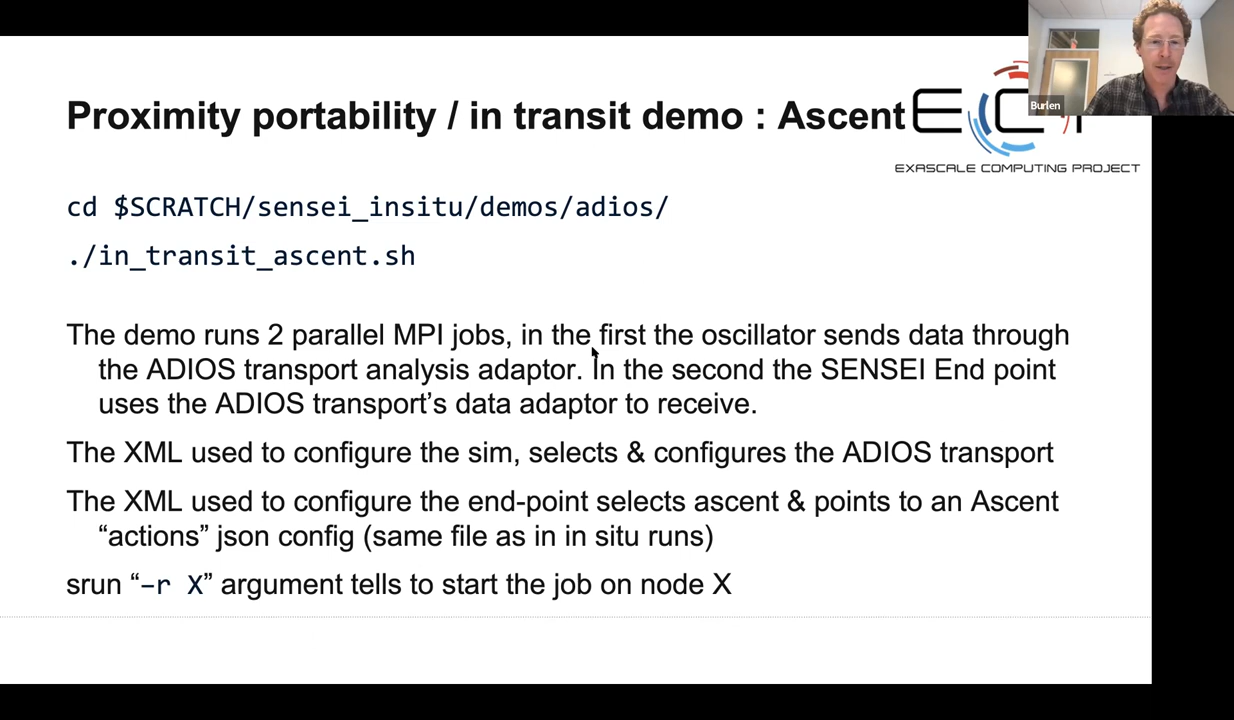 Proximity portability / in transit demo : Ascent
EXASCALE COMPUTING PROJECT
Burlen
cd $SCRATCH/sensei_insitu/demos/adios/
./in_transit_ascent.sh
The demo runs 2 parallel MPI jobs, in the first the oscillator sends data through
the ADIOS transport analysis adaptor. In the second the SENSEI End point
uses the ADIOS transport’s data adaptor to receive.
The XML used to configure the sim, selects & configures the ADIOS transport
The XML used to configure the end-point selects ascent & points to an Ascent
“actions” json config (same file as in in situ runs)
srun “–r X” argument tells to start the job on node X